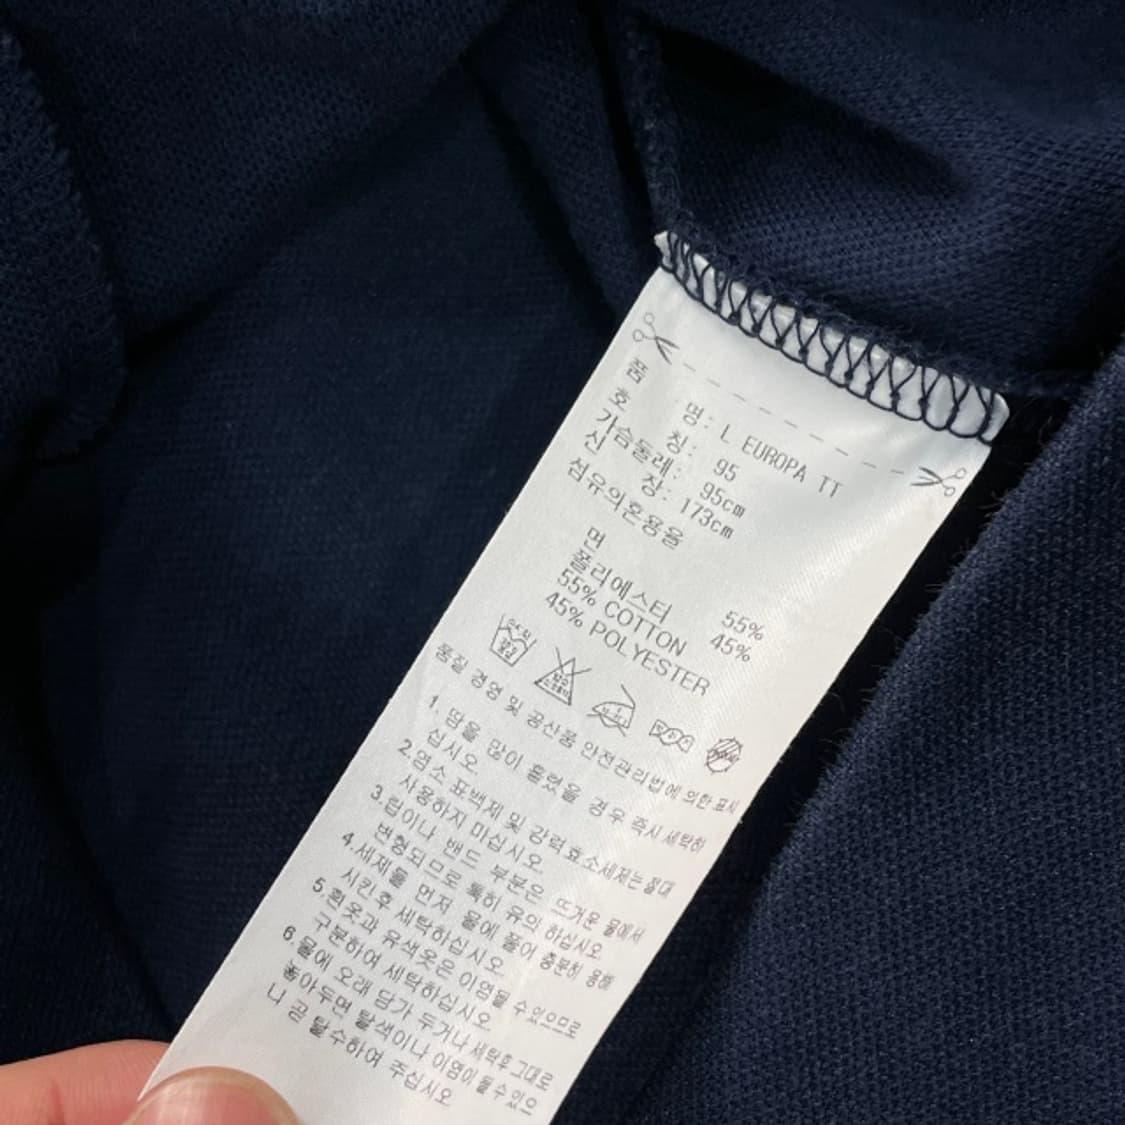 품 명: L EUROPA TT
호 칭: 95
가슴둘레: 95cm
신 장: 173cm
섬유의혼용율
면 55%
폴리에스터 45%
55% COTTON
45% POLYESTER
품질 경영 및 공산품 안전관리법에 의한 표시
1. 땀을 많이 흘렸을 경우 즉시 세탁하
십시오.
2.염소 표백제 및 강력효소세제는 절대
사용하지 마십시오.
3.립이나 밴드 부분은 뜨거운 물에서
변형되므로 특히 유의 하십시오
4.세제를 먼저 물에 풀어 충분히 용해
시킨후 세탁하십시오
5.흰옷과 유색옷은 이염될 수 있으므로
구분하여 세탁하십시오
6.물에 오래 담가 두거나 세탁후 그대로
놓아두면 탈색이나 이염이 될 수 있으
니 곧 탈수하여 주십시오